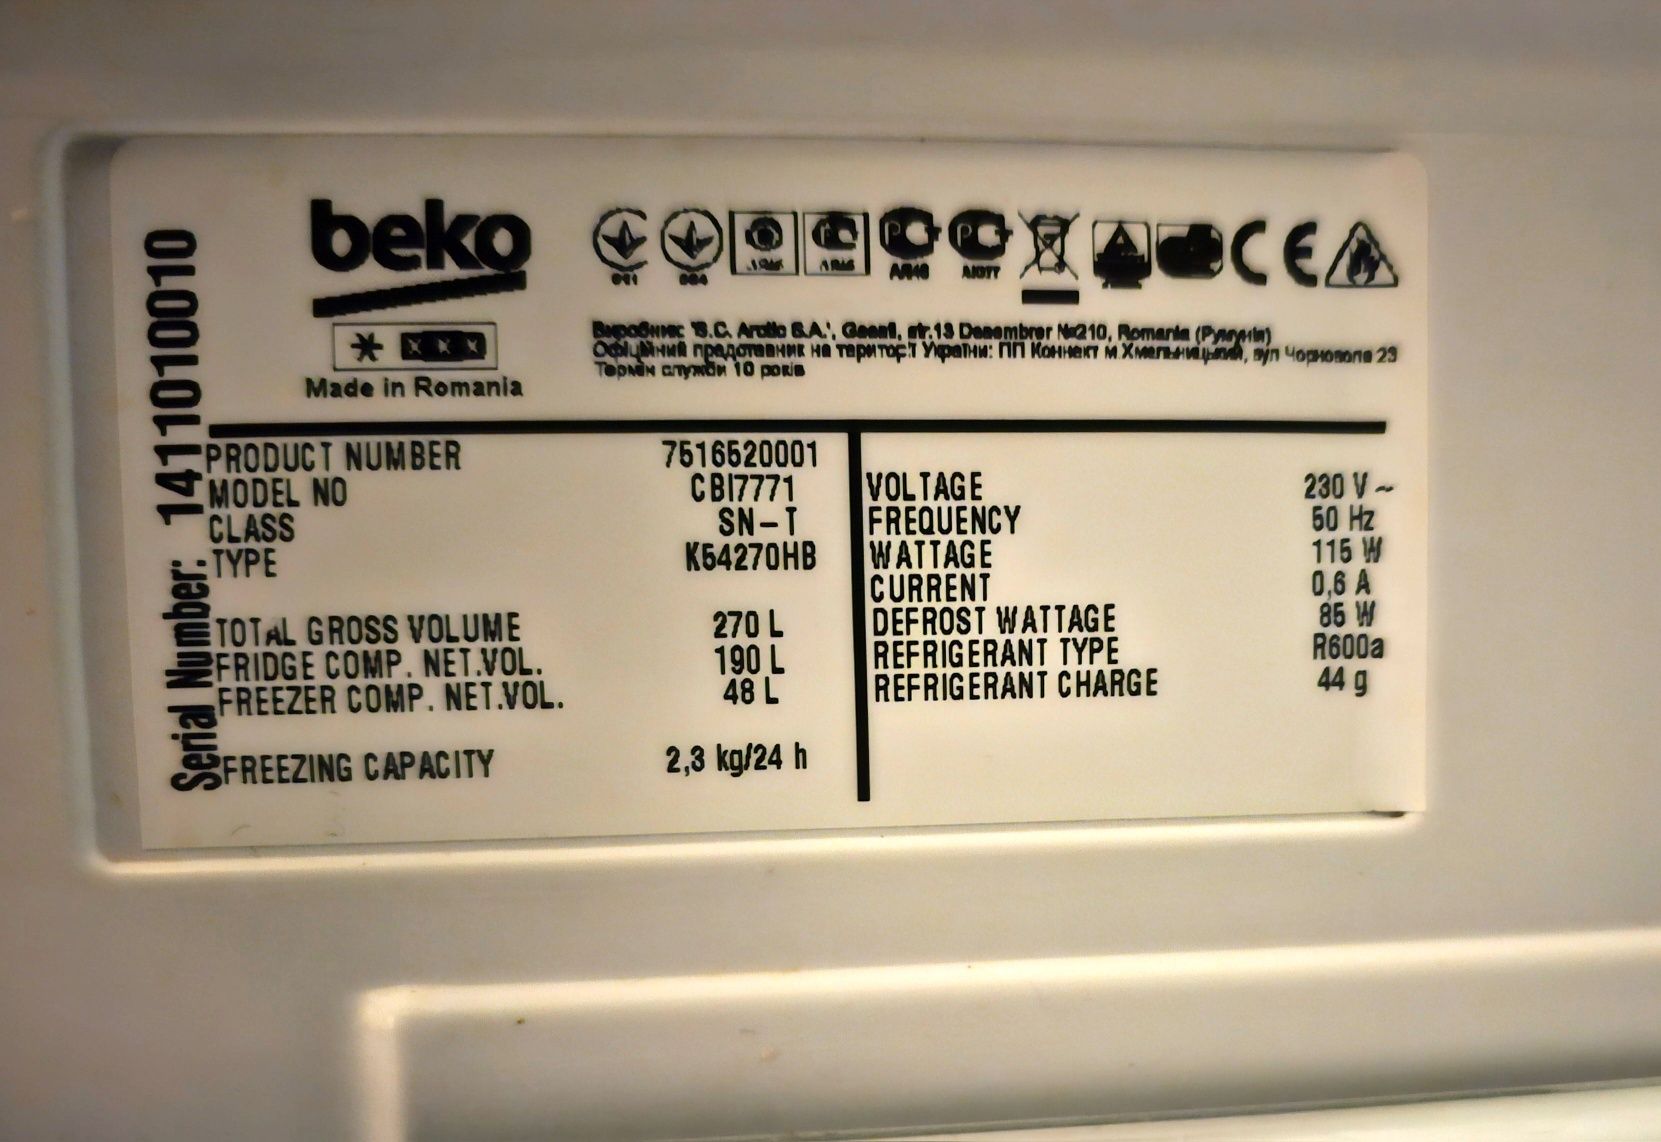 beko
Made in Romania
Виробник "S.C. Arctic S.A.", Gaesti, str.13 Decembrer №210, Romania (Румунія)
Офіційний представник на території України: ПП Коннект м Хмельницький, вул Чорновола 23
Термін служби 10 років
Serial Number: 1411010010
PRODUCT NUMBER 7516520001
MODEL NO CBI7771
CLASS SN-T
TYPE K54270HB
TOTAL GROSS VOLUME 270 L
FRIDGE COMP. NET.VOL. 190 L
FREEZER COMP. NET.VOL. 48 L
FREEZING CAPACITY 2,3 kg/24 h
VOLTAGE 230 V ~
FREQUENCY 50 Hz
WATTAGE 115 W
CURRENT 0,6 A
DEFROST WATTAGE 85 W
REFRIGERANT TYPE R600a
REFRIGERANT CHARGE 44 g